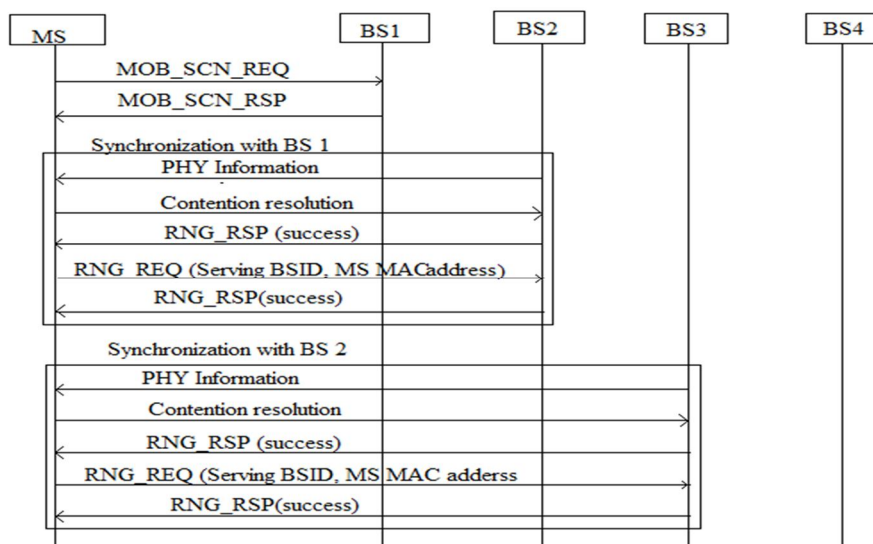 MS
BS1
BS2
BS3
BS4
MOB_SCN_REQ
MOB_SCN_RSP
Synchronization with BS 1
PHY Information
Contention resolution
RNG_RSP (success)
RNG_REQ (Serving BSID, MS MACaddress)
RNG_RSP(success)
Synchronization with BS 2
PHY Information
Contention resolution
RNG_RSP (success)
RNG_REQ (Serving BSID, MS MAC adderss
RNG_RSP(success)